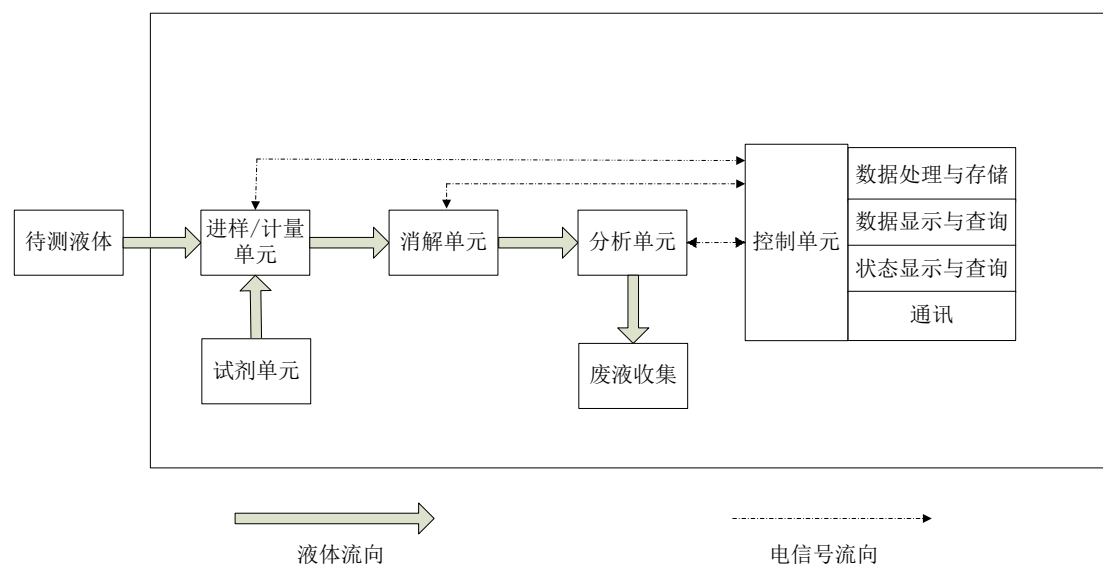 数据处理与存储
待测液体
进样/计量
单元
消解单元
分析单元
控制单元
数据显示与查询
状态显示与查询
通讯
试剂单元
废液收集
液体流向
电信号流向